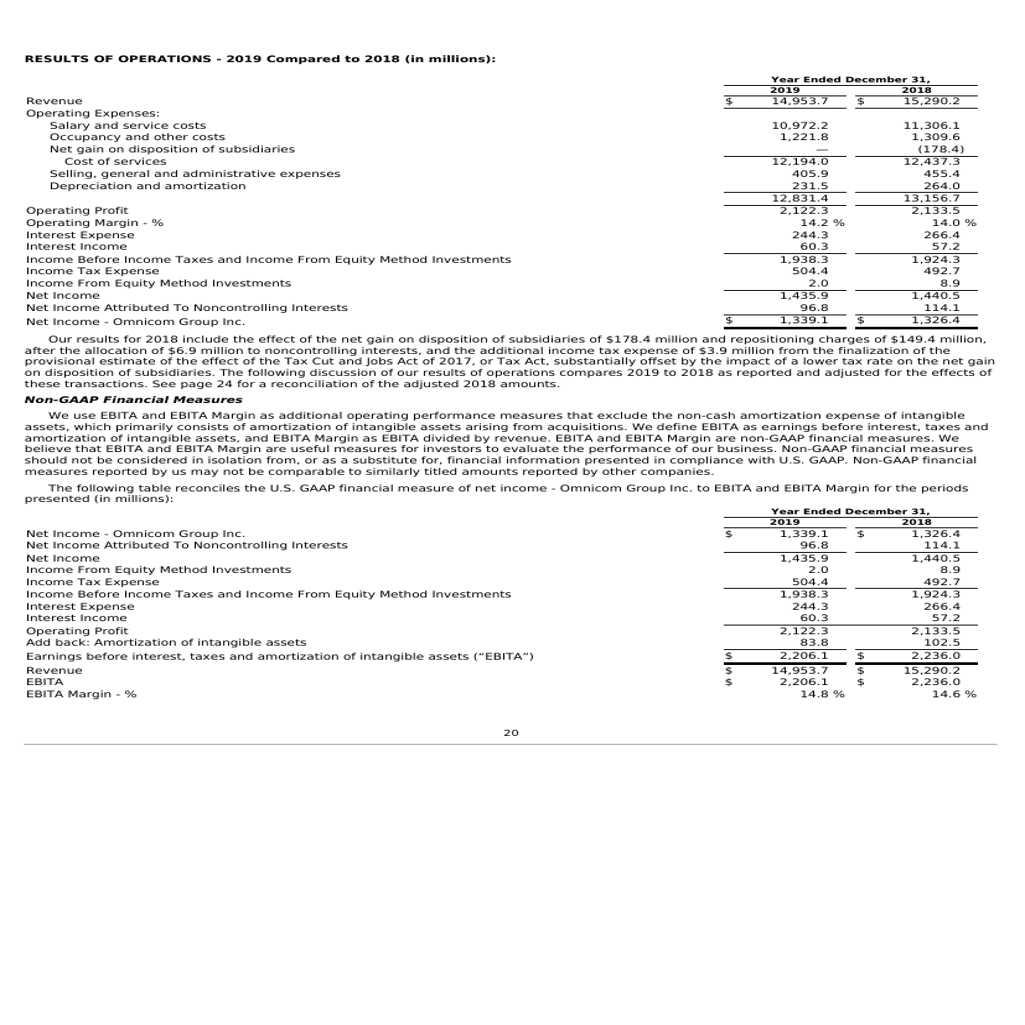 RESULTS OF OPERATIONS - 2019 Compared to 2018 (in millions):
Year Ended December 31,
2019 2018
Revenue $ 14,953.7 $ 15,290.2
Operating Expenses:
Salary and service costs 10,972.2 11,306.1
Occupancy and other costs 1,221.8 1,309.6
Net gain on disposition of subsidiaries — (178.4)
Cost of services 12,194.0 12,437.3
Selling, general and administrative expenses 405.9 455.4
Depreciation and amortization 231.5 264.0
12,831.4 13,156.7
Operating Profit 2,122.3 2,133.5
Operating Margin - % 14.2 % 14.0 %
Interest Expense 244.3 266.4
Interest Income 60.3 57.2
Income Before Income Taxes and Income From Equity Method Investments 1,938.3 1,924.3
Income Tax Expense 504.4 492.7
Income From Equity Method Investments 2.0 8.9
Net Income 1,435.9 1,440.5
Net Income Attributed To Noncontrolling Interests 96.8 114.1
Net Income - Omnicom Group Inc. $ 1,339.1 $ 1,326.4
Our results for 2018 include the effect of the net gain on disposition of subsidiaries of $178.4 million and repositioning charges of $149.4 million,
after the allocation of $6.9 million to noncontrolling interests, and the additional income tax expense of $3.9 million from the finalization of the
provisional estimate of the effect of the Tax Cut and Jobs Act of 2017, or Tax Act, substantially offset by the impact of a lower tax rate on the net gain
on disposition of subsidiaries. The following discussion of our results of operations compares 2019 to 2018 as reported and adjusted for the effects of
these transactions. See page 24 for a reconciliation of the adjusted 2018 amounts.
Non-GAAP Financial Measures
We use EBITA and EBITA Margin as additional operating performance measures that exclude the non-cash amortization expense of intangible
assets, which primarily consists of amortization of intangible assets arising from acquisitions. We define EBITA as earnings before interest, taxes and
amortization of intangible assets, and EBITA Margin as EBITA divided by revenue. EBITA and EBITA Margin are non-GAAP financial measures. We
believe that EBITA and EBITA Margin are useful measures for investors to evaluate the performance of our business. Non-GAAP financial measures
should not be considered in isolation from, or as a substitute for, financial information presented in compliance with U.S. GAAP. Non-GAAP financial
measures reported by us may not be comparable to similarly titled amounts reported by other companies.
The following table reconciles the U.S. GAAP financial measure of net income - Omnicom Group Inc. to EBITA and EBITA Margin for the periods
presented (in millions):
Year Ended December 31,
2019 2018
Net Income - Omnicom Group Inc. $ 1,339.1 $ 1,326.4
Net Income Attributed To Noncontrolling Interests 96.8 114.1
Net Income 1,435.9 1,440.5
Income From Equity Method Investments 2.0 8.9
Income Tax Expense 504.4 492.7
Income Before Income Taxes and Income From Equity Method Investments 1,938.3 1,924.3
Interest Expense 244.3 266.4
Interest Income 60.3 57.2
Operating Profit 2,122.3 2,133.5
Add back: Amortization of intangible assets 83.8 102.5
Earnings before interest, taxes and amortization of intangible assets (“EBITA”) $ 2,206.1 $ 2,236.0
Revenue $ 14,953.7 $ 15,290.2
EBITA $ 2,206.1 $ 2,236.0
EBITA Margin - % 14.8 % 14.6 %
20